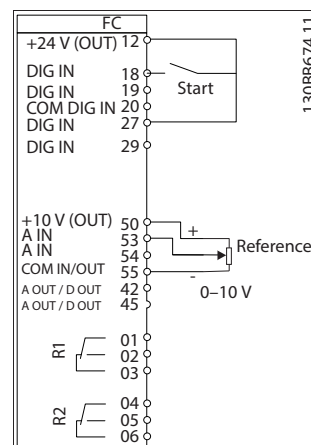 FC
+24 V (OUT) 12
DIG IN 18
DIG IN 19
COM DIG IN 20
DIG IN 27
DIG IN 29
Start
+10 V (OUT) 50
A IN 53
A IN 54
COM IN/OUT 55
A OUT / D OUT 42
A OUT / D OUT 45
+
Reference
-
0–10 V
R1
01
02
03
R2
04
05
06
130BB674.11